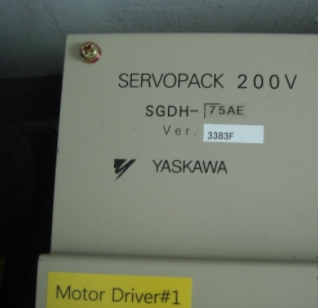 SERVOPACK 200V
SGDH-75AE
Ver. 3383F
YASKAWA
Motor Driver#1